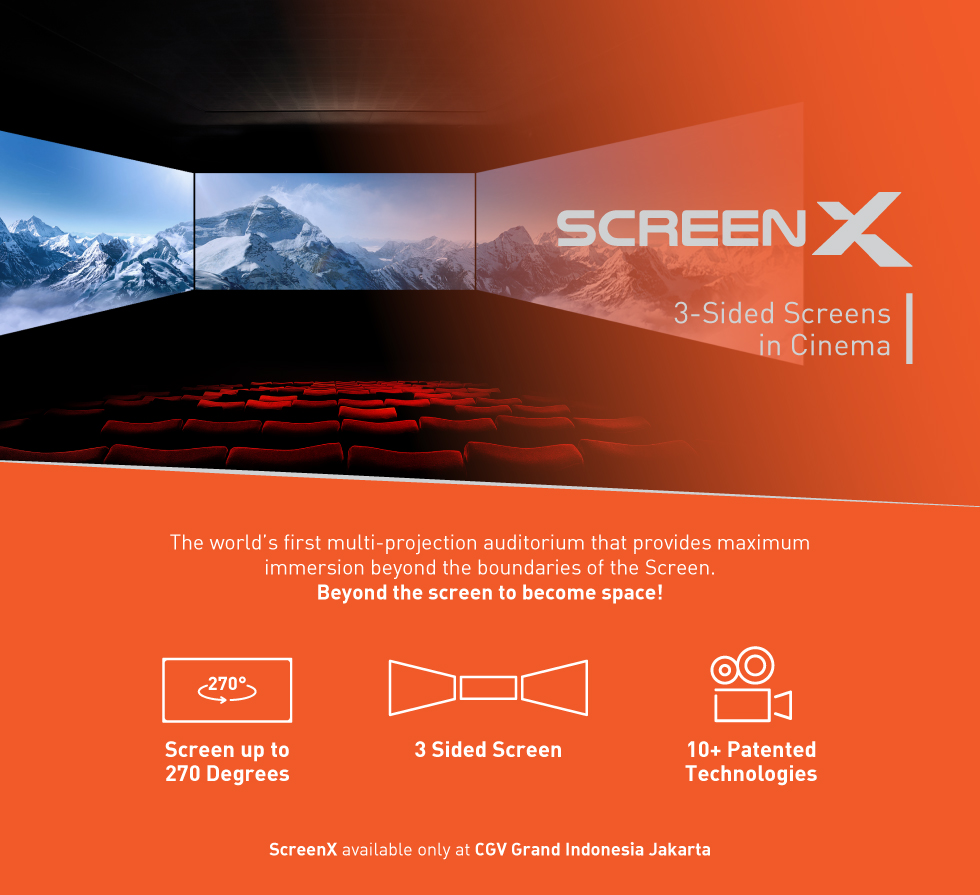 SCREENX
3-Sided Screens
in Cinema
The world's first multi-projection auditorium that provides maximum
immersion beyond the boundaries of the Screen.
Beyond the screen to become space!
270°
Screen up to
270 Degrees
3 Sided Screen
10+ Patented
Technologies
ScreenX available only at CGV Grand Indonesia Jakarta